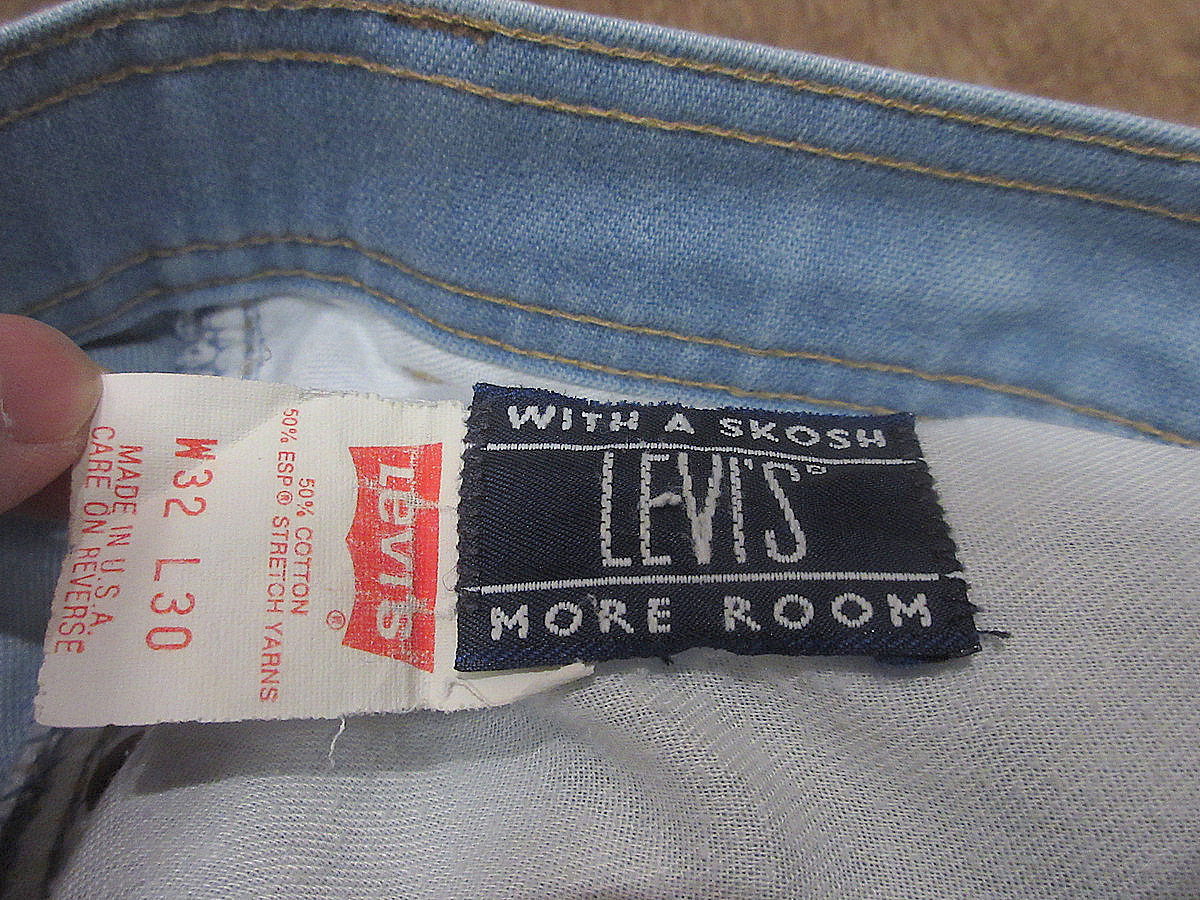 WITH A SKOSH
LEVI'S®
MORE ROOM
Levi's
®
50% COTTON
50% ESP® STRETCH YARNS
W32 L30
MADE IN U.S.A.
CARE ON REVERSE